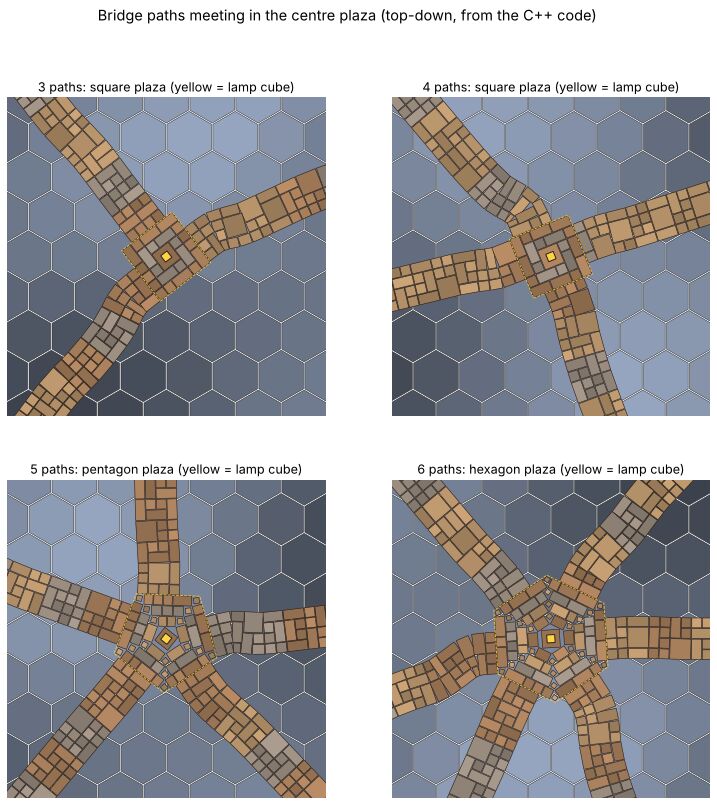 Bridge paths meeting in the centre plaza (top-down, from the C++ code)
3 paths: square plaza (yellow = lamp cube)
4 paths: square plaza (yellow = lamp cube)
5 paths: pentagon plaza (yellow = lamp cube)
6 paths: hexagon plaza (yellow = lamp cube)